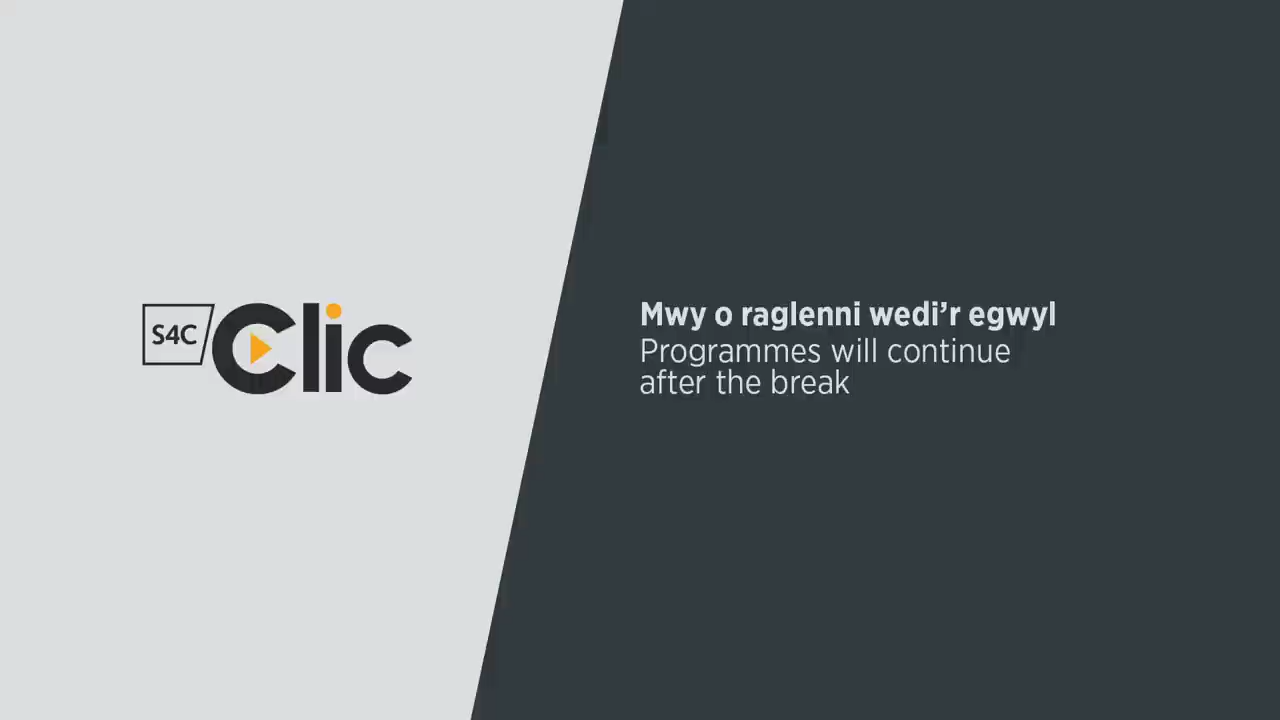 S4C
Clic
Mwy o raglenni wedi’r egwyl
Programmes will continue
after the break